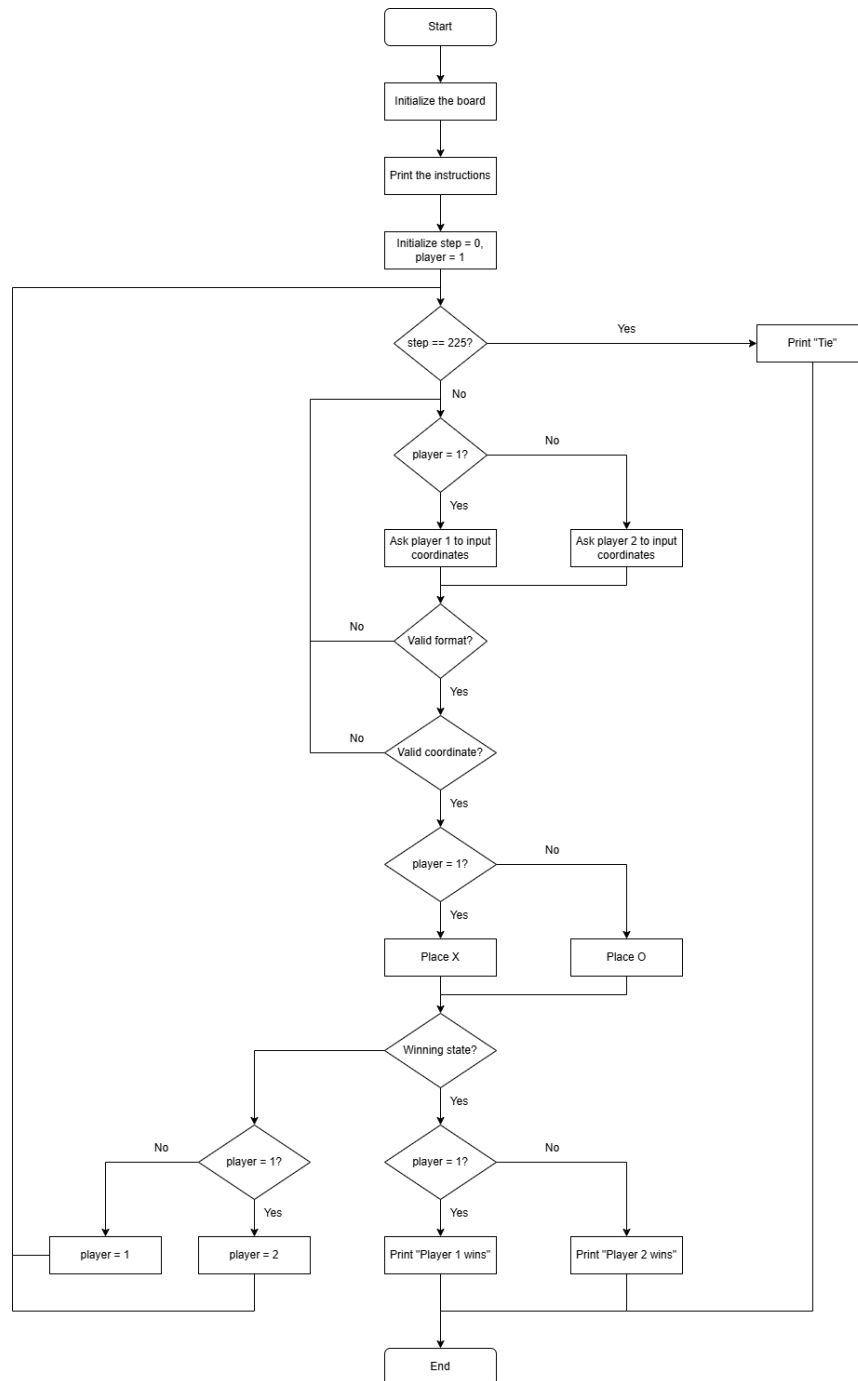 Start
Initialize the board
Print the instructions
Initialize step = 0,
player = 1
step == 225?
Yes
Print "Tie"
No
player = 1?
No
Yes
Ask player 1 to input
coordinates
Ask player 2 to input
coordinates
No
Valid format?
Yes
No
Valid coordinate?
Yes
player = 1?
No
Yes
Place X
Place O
Winning state?
Yes
No
player = 1?
player = 1?
No
Yes
Yes
player = 1
player = 2
Print "Player 1 wins"
Print "Player 2 wins"
End